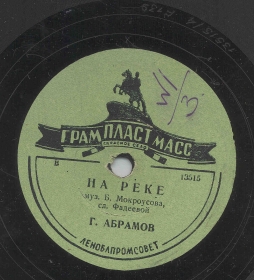 ГРАМПЛАСТМАСС
В
13515
НА РЕКЕ
муз. Б. Мокроусова,
сл. Фадеевой
Г. АБРАМОВ
ЛЕНОБЛПРОМСОВЕТ